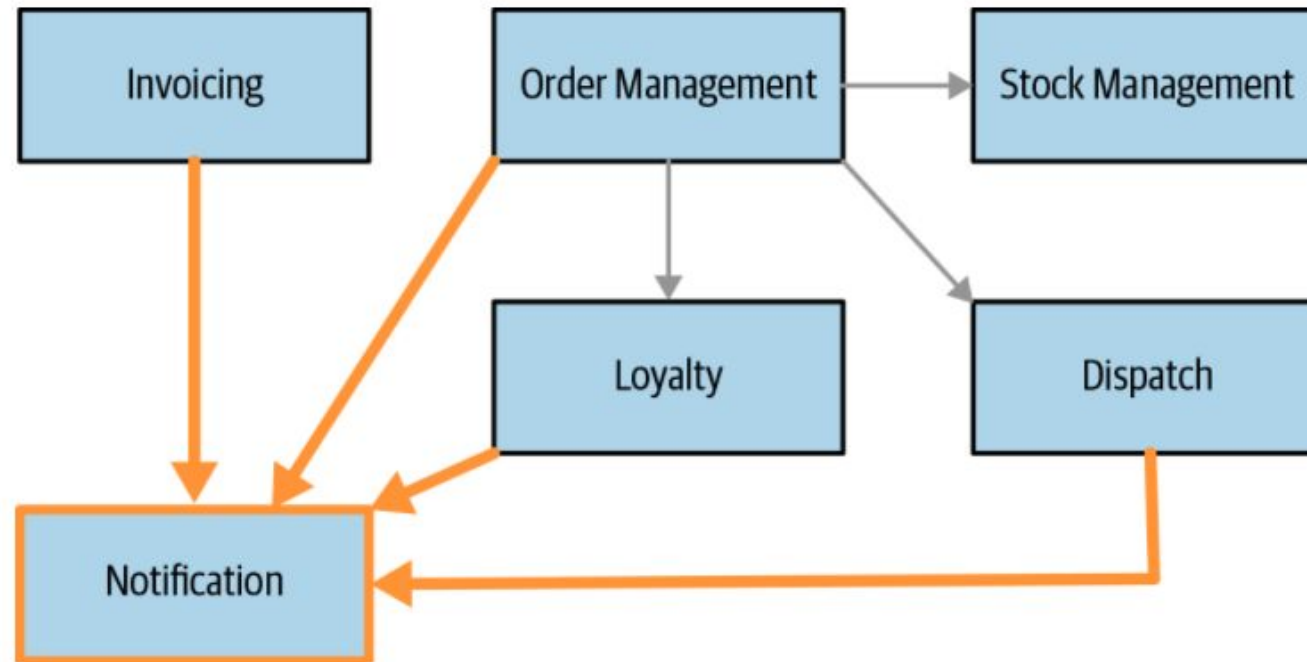 Invoicing
Order Management
Stock Management
Loyalty
Dispatch
Notification